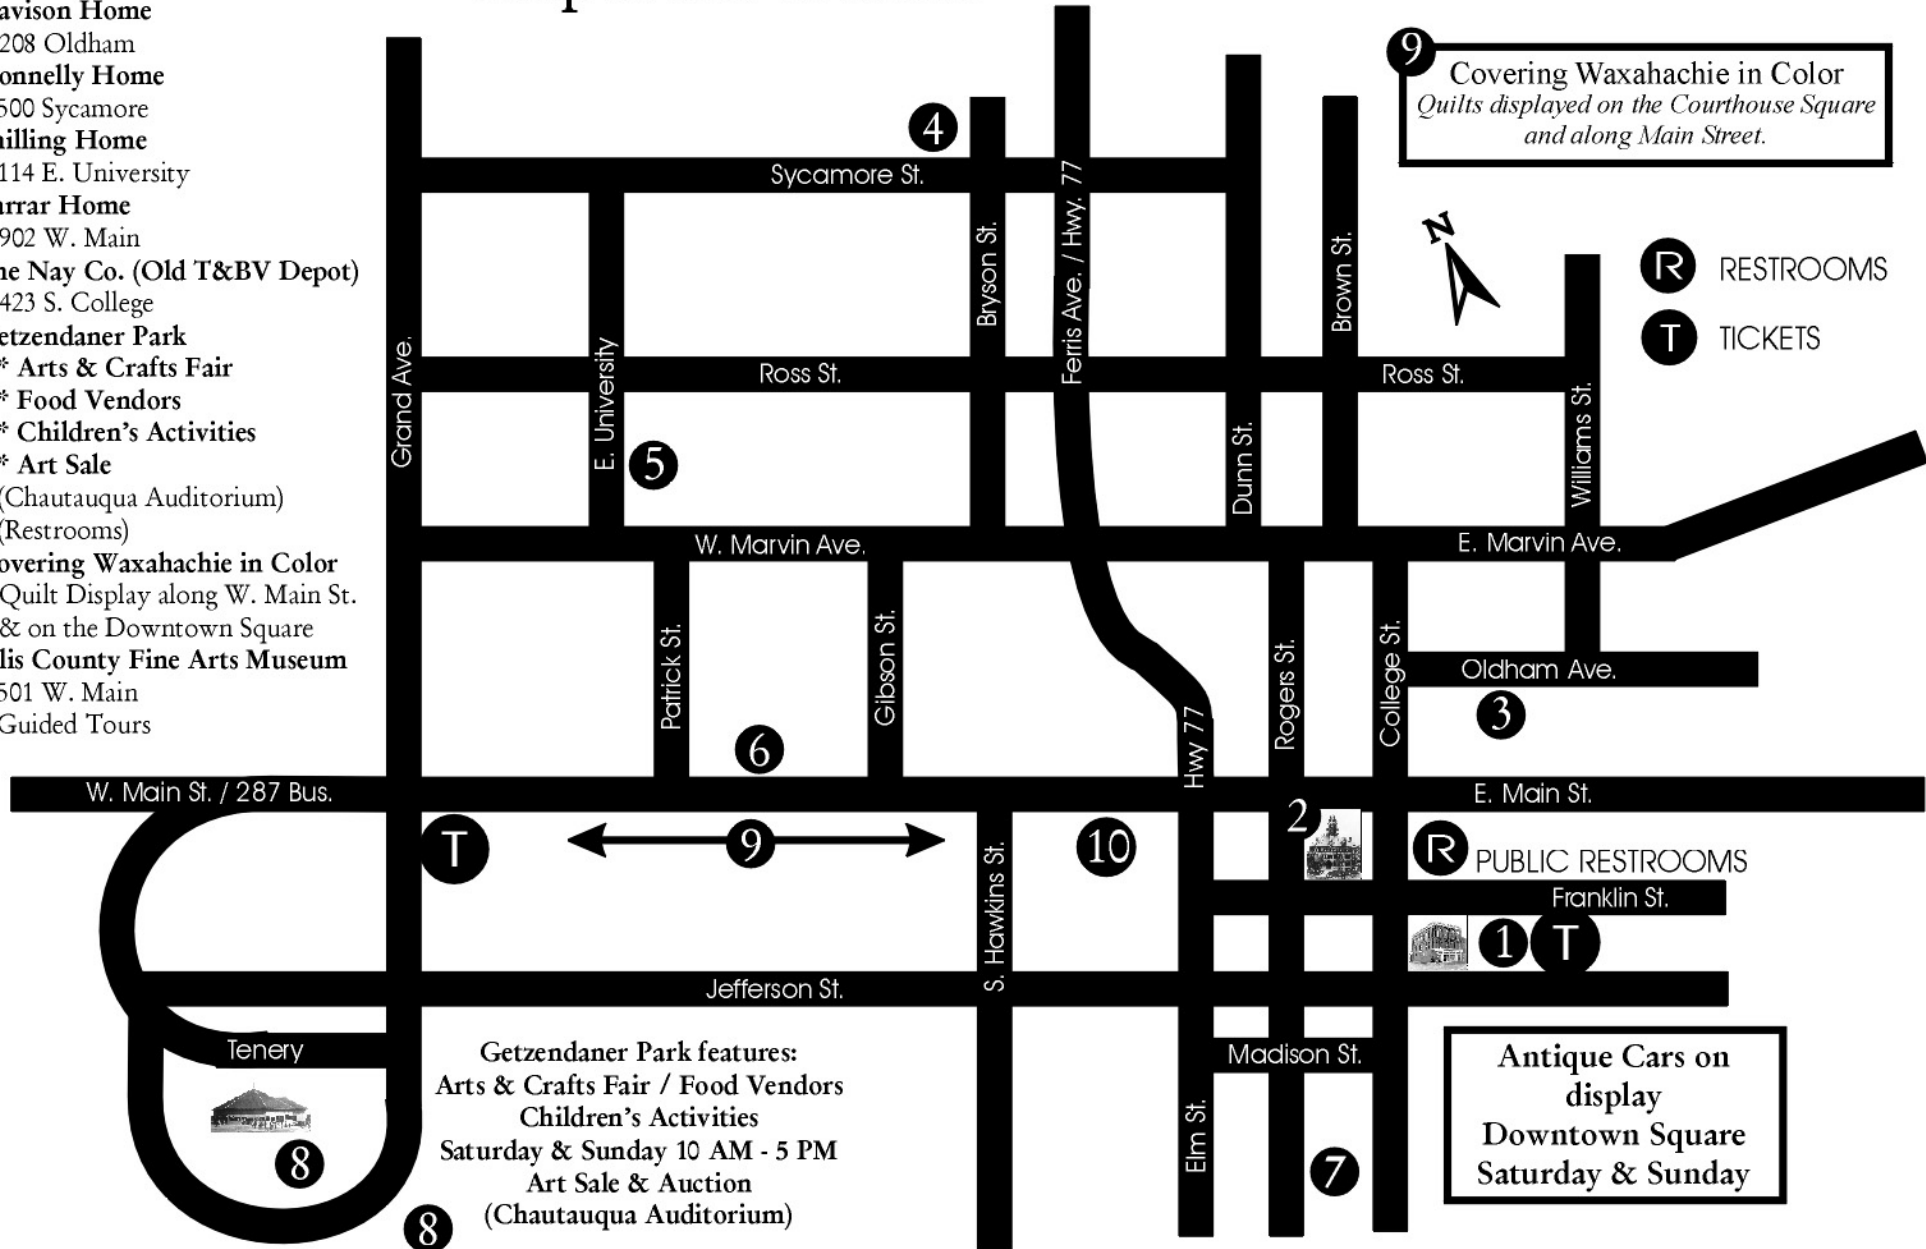 avison Home
208 Oldham
onnelly Home
500 Sycamore
illing Home
114 E. University
rrar Home
902 W. Main
he Nay Co. (Old T&BV Depot)
423 S. College
etzendaner Park
* Arts & Crafts Fair
* Food Vendors
* Children's Activities
* Art Sale
(Chautauqua Auditorium)
(Restrooms)
overing Waxahachie in Color
Quilt Display along W. Main St.
& on the Downtown Square
lis County Fine Arts Museum
501 W. Main
Guided Tours
9
Covering Waxahachie in Color
Quilts displayed on the Courthouse Square
and along Main Street.
4
Sycamore St.
N
R RESTROOMS
T TICKETS
Bryson St.
Ferris Ave. / Hwy. 77
Brown St.
Grand Ave.
E. University
Ross St.
Ross St.
Williams St.
Dunn St.
5
W. Marvin Ave.
E. Marvin Ave.
Patrick St.
Gibson St.
Hwy 77
Rogers St.
College St.
Oldham Ave.
3
6
W. Main St. / 287 Bus.
E. Main St.
T
9
S. Hawkins St.
10
2
R PUBLIC RESTROOMS
Franklin St.
1
T
Jefferson St.
Tenery
Madison St.
Elm St.
7
8
8
Getzendaner Park features:
Arts & Crafts Fair / Food Vendors
Children's Activities
Saturday & Sunday 10 AM - 5 PM
Art Sale & Auction
(Chautauqua Auditorium)
Antique Cars on
display
Downtown Square
Saturday & Sunday